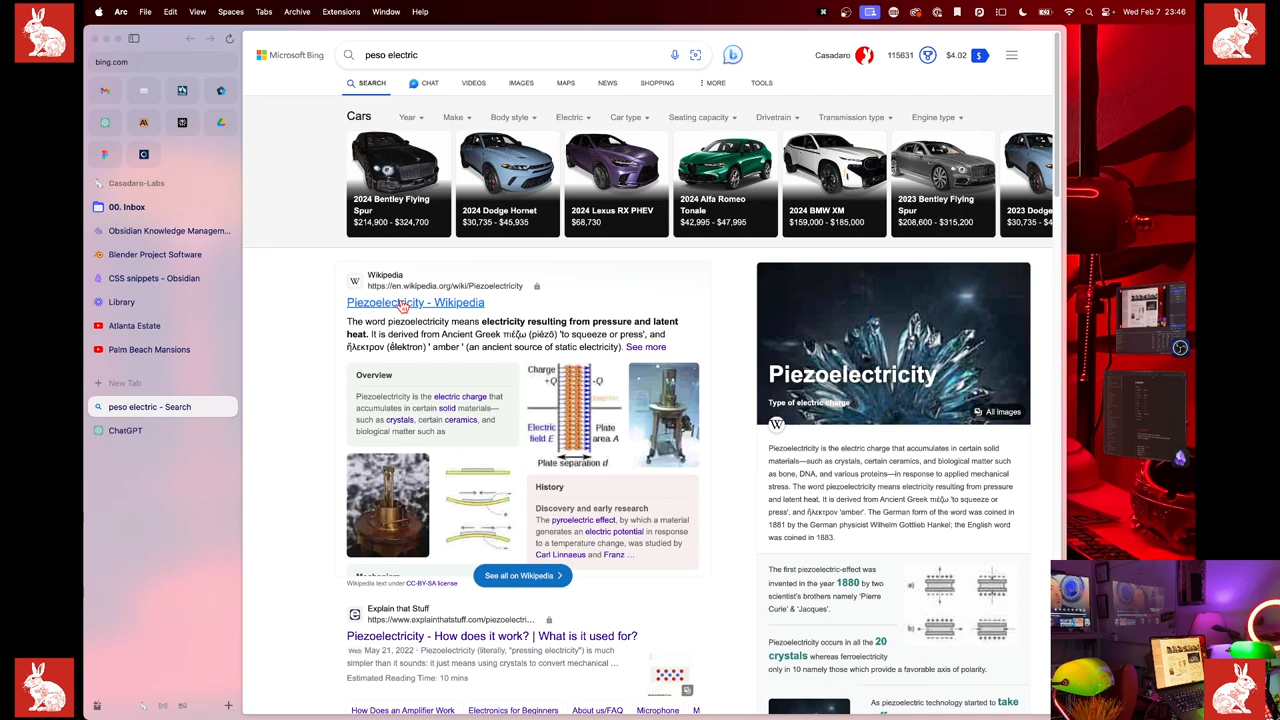 Arc File Edit View Spaces Tabs Archive Extensions Window Help
Wed Feb 7 23:46
bing.com
Casadaro-Labs
00. Inbox
Obsidian Knowledge Managem...
Blender Project Software
CSS snippets - Obsidian
Library
Atlanta Estate
Palm Beach Mansions
New Tab
peso electric - Search
ChatGPT
Microsoft Bing
peso electric
Casadaro
115631
$4.02
SEARCH CHAT VIDEOS IMAGES MAPS NEWS SHOPPING MORE TOOLS
Cars
Year Make Body style Electric Car type Seating capacity Drivetrain Transmission type Engine type
2024 Bentley Flying
Spur
$214,900 - $324,700
2024 Dodge Hornet
$30,735 - $45,935
2024 Lexus RX PHEV
$68,730
2024 Alfa Romeo
Tonale
$42,995 - $47,995
2024 BMW XM
$159,000 - $185,000
2023 Bentley Flying
Spur
$208,600 - $315,200
2023 Dodge
$30,735 - $4
Wikipedia
https://en.wikipedia.org/wiki/Piezoelectricity
Piezoelectricity - Wikipedia
The word piezoelectricity means electricity resulting from pressure and latent
heat. It is derived from Ancient Greek πιέζω (piézō) 'to squeeze or press', and
ἤλεκτρον (ḗlektron) ' amber ' (an ancient source of static electricity). See more
Overview
Piezoelectricity is the electric charge that
accumulates in certain solid materials—
such as crystals, certain ceramics, and
biological matter such as
Charge
+Q -Q
Electric
field E
Plate
area A
Plate separation d
History
Discovery and early research
The pyroelectric effect, by which a material
generates an electric potential in response
to a temperature change, was studied by
Carl Linnaeus and Franz ...
See all on Wikipedia
Wikipedia text under CC-BY-SA license
Explain that Stuff
https://www.explainthatstuff.com/piezoelectri...
Piezoelectricity - How does it work? | What is it used for?
Web May 21, 2022 · Piezoelectricity (literally, "pressing electricity") is much
simpler than it sounds: it just means using crystals to convert mechanical ...
Estimated Reading Time: 10 mins
How Does an Amplifier Work Electronics for Beginners About us/FAQ Microphone M
Piezoelectricity
Type of electric charge
All images
W
Piezoelectricity is the electric charge that accumulates in certain solid
materials—such as crystals, certain ceramics, and biological matter such
as bone, DNA, and various proteins—in response to applied mechanical
stress. The word piezoelectricity means electricity resulting from pressure
and latent heat. It is derived from Ancient Greek πιέζω 'to squeeze or
press', and ἤλεκτρον 'amber'. The German form of the word was coined in
1881 by the German physicist Wilhelm Gottlieb Hankel; the English word
was coined in 1883.
The first piezoelectric-effect was
invented in the year 1880 by two
scientist's brothers namely 'Pierre
Curie' & 'Jacques'.
Piezoelectricity occurs in all the 20
crystals whereas ferroelectricity
only in 10 namely those which provide a favorable axis of polarity.
As piezoelectric technology started to take